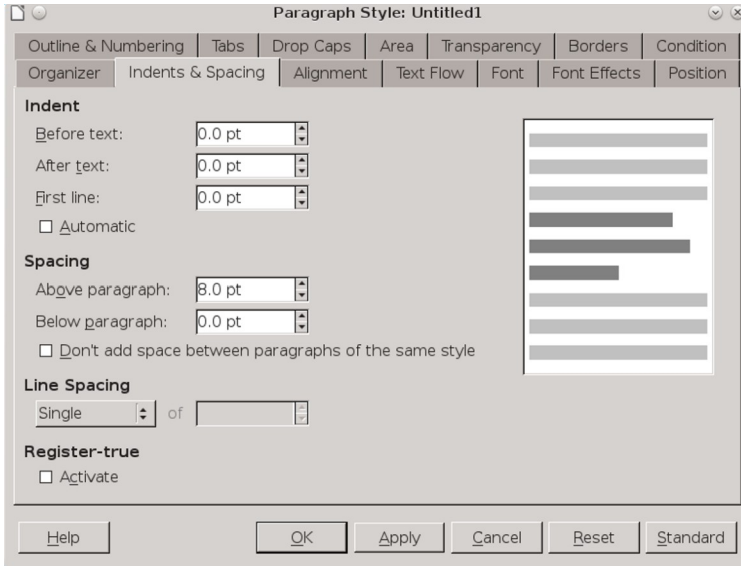 Paragraph Style: Untitled1
Outline & Numbering Tabs Drop Caps Area Transparency Borders Condition
Organizer Indents & Spacing Alignment Text Flow Font Font Effects Position
Indent
Before text: 0.0 pt
After text: 0.0 pt
First line: 0.0 pt
Automatic
Spacing
Above paragraph: 8.0 pt
Below paragraph: 0.0 pt
Don't add space between paragraphs of the same style
Line Spacing
Single of
Register-true
Activate
Help OK Apply Cancel Reset Standard